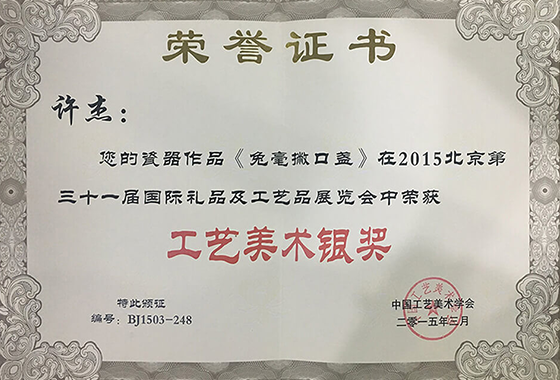 荣誉证书
许杰：
您的瓷器作品《兔毫撇口盏》在2015北京第
三十一届国际礼品及工艺品展览会中荣获
工艺美术银奖
特此颁证
编号：BJ1503-248
中国工艺美术学会
二零一五年三月